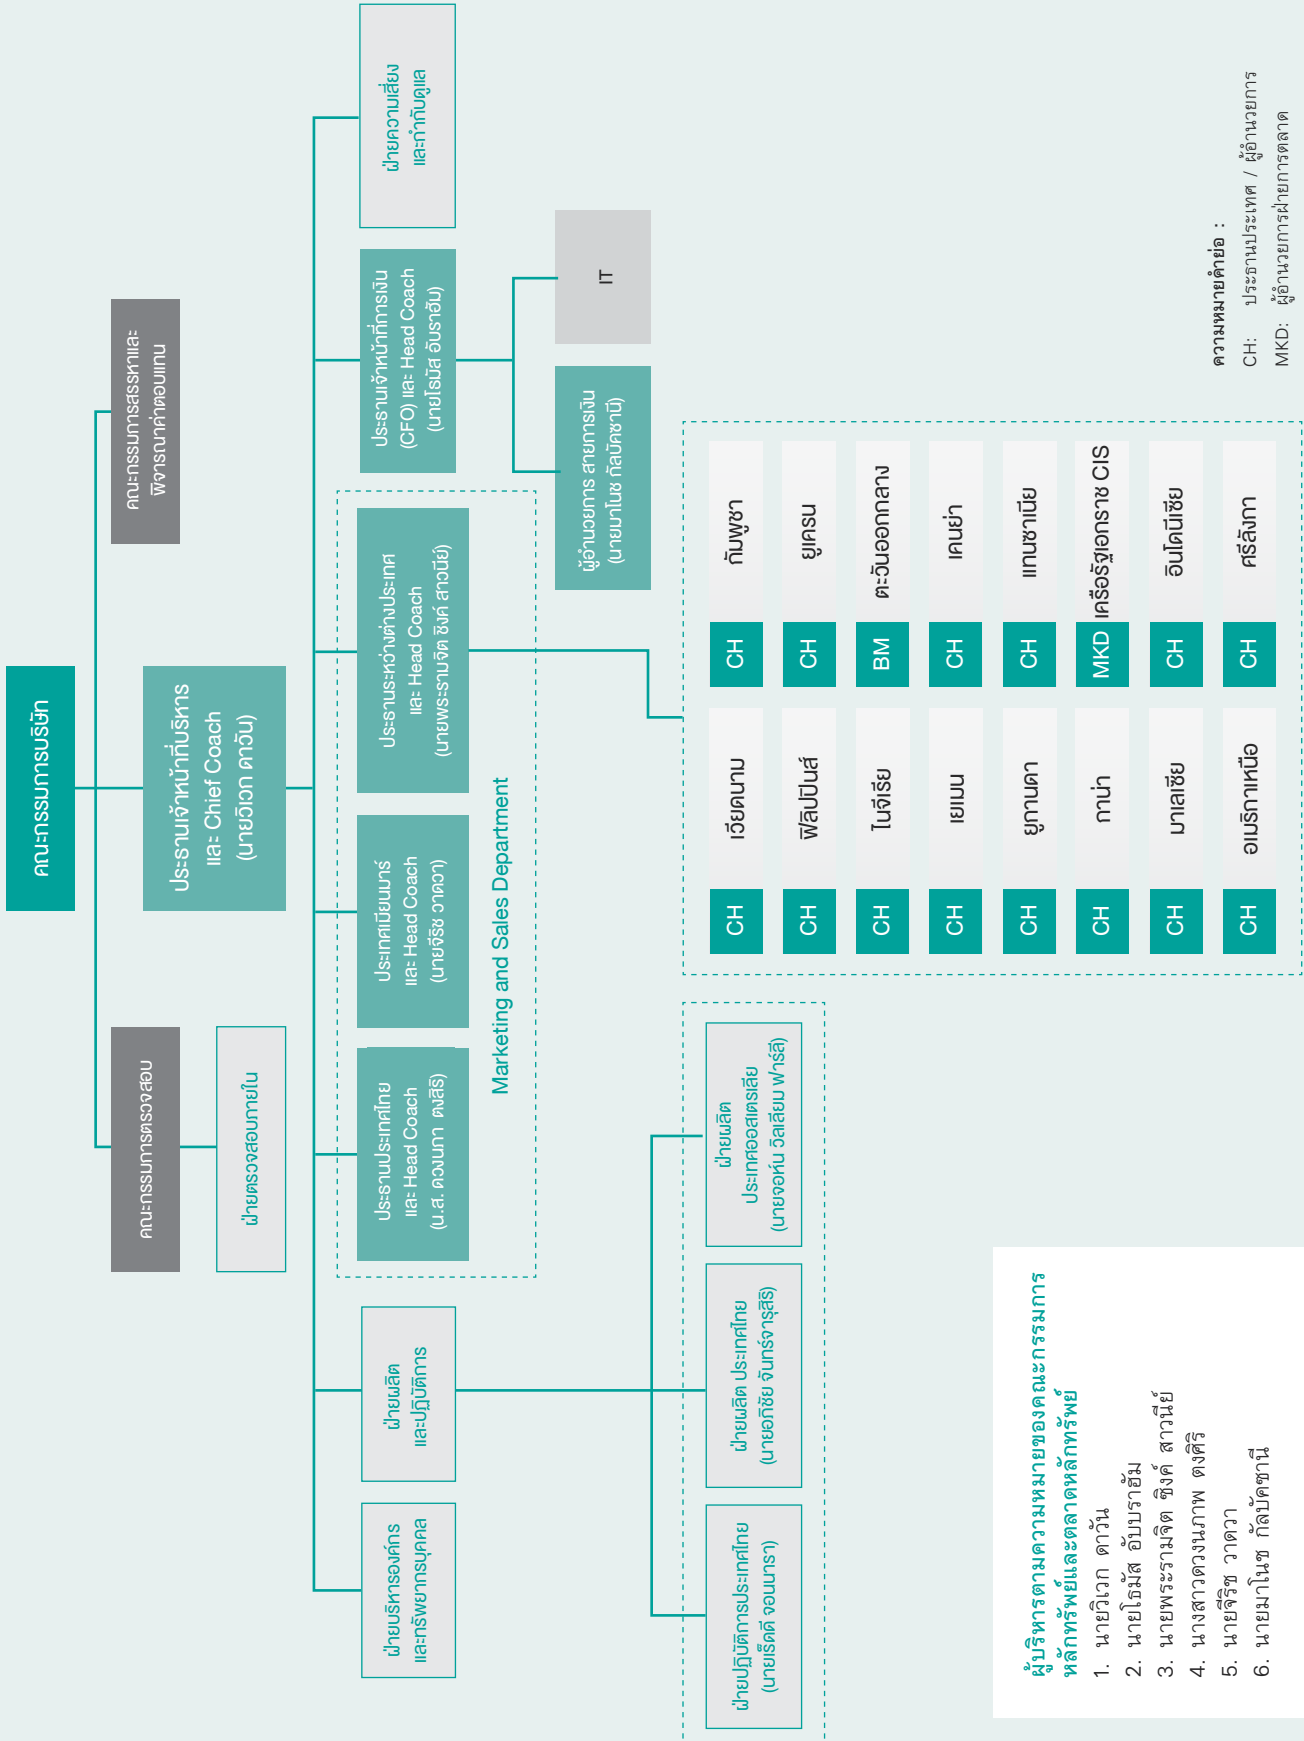 คณะกรรมการบริษัท
คณะกรรมการตรวจสอบ
คณะกรรมการสรรหาและ
พิจารณาค่าตอบแทน
ฝ่ายตรวจสอบภายใน
ประธานเจ้าหน้าที่บริหาร
และ Chief Coach
(นายวิเวก ดาวัน)
ฝ่ายบริหารองค์กร
และทรัพยากรบุคคล
ฝ่ายผลิต
และปฏิบัติการ
ประธานประเทศไทย
และ Head Coach
(น.ส. ดวงนภา ตงสิริ)
ประเทศเมียนมาร์
และ Head Coach
(นายจีริช วาดวา)
ประธานระหว่างต่างประเทศ
และ Head Coach
(นายพระรามจิต ซิงค์ สาวนีย์)
Marketing and Sales Department
ประธานเจ้าหน้าที่การเงิน
(CFO) และ Head Coach
(นายโธมัส อับราฮัม)
ฝ่ายความเสี่ยง
และกำกับดูแล
ผู้อำนวยการ สายการเงิน
(นายมาโนช กัลบัคซานี)
IT
ฝ่ายปฏิบัติการประเทศไทย
(นายเร็ดดี จอนนารา)
ฝ่ายผลิต ประเทศไทย
(นายอภิชัย จันทร์จารุสิริ)
ฝ่ายผลิต
ประเทศออสเตรเลีย
(นายจอห์น วิลเลียม ฟาร์ลี)
CH เวียดนาม CH กัมพูชา
CH ฟิลิปปินส์ CH ยูเครน
CH ไนจีเรีย BM ตะวันออกกลาง
CH เยเมน CH เคนย่า
CH ยูกานดา CH แทนซาเนีย
CH กาน่า MKD เครือรัฐเอกราช CIS
CH มาเลเซีย CH อินโดนีเซีย
CH อเมริกาเหนือ CH ศรีลังกา
ผู้บริหารตามความหมายของคณะกรรมการ
หลักทรัพย์และตลาดหลักทรัพย์
1. นายวิเวก ดาวัน
2. นายโธมัส อับบราฮัม
3. นายพระรามจิต ซิงค์ สาวนีย์
4. นางสาวดวงนภาพ ตงศิริ
5. นายจีริช วาดวา
6. นายมาโนช กัลบัคซานี
ความหมายคำย่อ :
CH: ประธานประเทศ / ผู้อำนวยการ
MKD: ผู้อำนวยการฝ่ายการตลาด